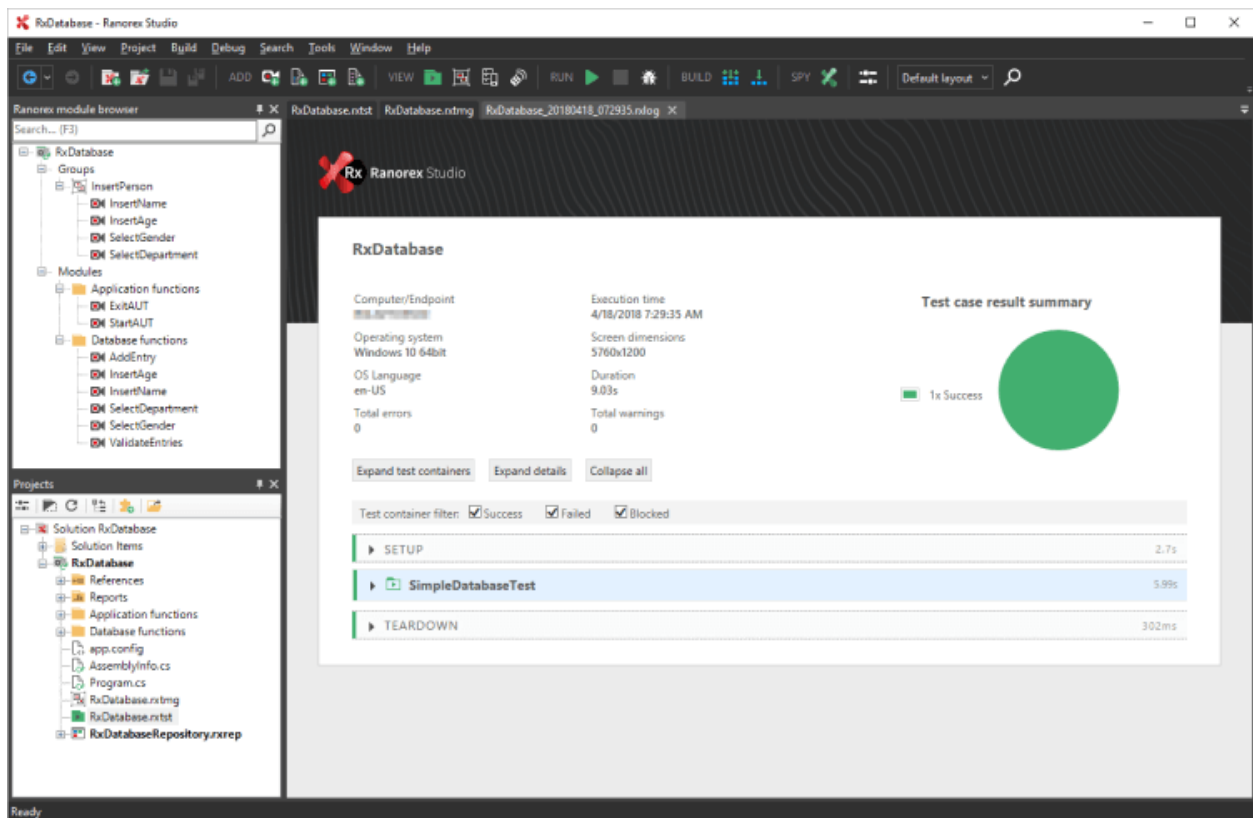 RxDatabase - Ranorex Studio
File Edit View Project Build Debug Search Tools Window Help
ADD VIEW RUN BUILD SPY Default layout
Ranorex module browser
RxDatabase.rxtst RxDatabase.rxtmg RxDatabase_20180418_072935.rxlog
Search... (F3)
RxDatabase
Groups
InsertPerson
InsertName
InsertAge
SelectGender
SelectDepartment
Modules
Application functions
ExitAUT
StartAUT
Database functions
AddEntry
InsertAge
InsertName
SelectDepartment
SelectGender
ValidateEntries
Projects
Solution RxDatabase
Solution Items
RxDatabase
References
Reports
Application functions
Database functions
app.config
AssemblyInfo.cs
Program.cs
RxDatabase.rxtmg
RxDatabase.rxtst
RxDatabaseRepository.rxrep
Rx Ranorex Studio
RxDatabase
Computer/Endpoint
Execution time
4/18/2018 7:29:35 AM
Operating system
Windows 10 64bit
Screen dimensions
5760x1200
OS Language
en-US
Duration
9.03s
Total errors
0
Total warnings
0
Test case result summary
1x Success
Expand test containers Expand details Collapse all
Test container filter: Success Failed Blocked
SETUP 2.7s
SimpleDatabaseTest 5.99s
TEARDOWN 302ms
Ready